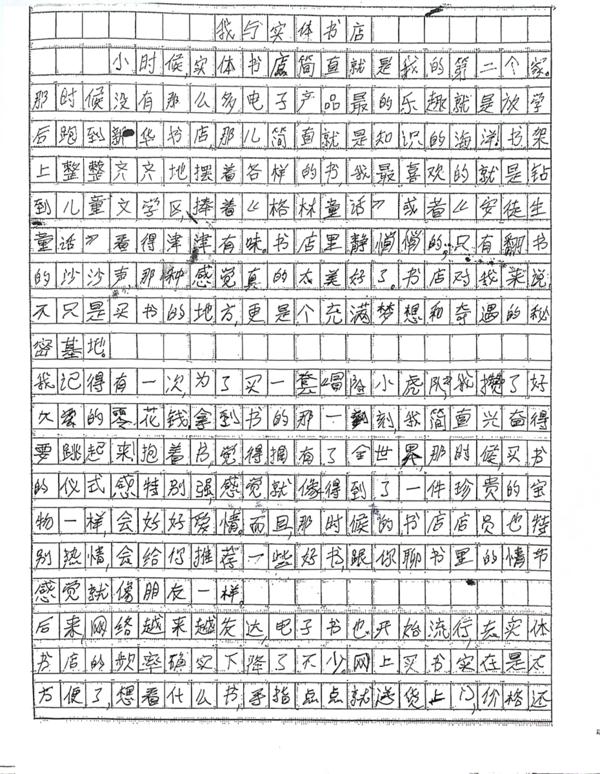 我与实体书店
小时候,实体书店简直就是我的第二个家。
那时候没有那么多电子产品最的乐趣就是放学
后跑到新华书店那儿简直就是知识的海洋。书架
上整整齐齐地摆着各样的书,我最喜欢的就是钻
到儿童文学区,捧着《格林童话》或者《安徒生
童话》看得津津有味。书店里静悄悄的,只有翻书
的沙沙声,那种感觉真的太美好了。书店对我来说,
不只是买书的地方,更是个充满梦想和奇遇的秘
密基地。
我记得有一次,为了买一套《冒险小虎队》我攒了好
久的零花钱拿到书的那一刻,我简直兴奋得
要跳起来抱着书,觉得拥有了全世界,那时候,买书
的仪式感特别强,感觉就像得到了一件珍贵的宝
物一样,会好好爱惜。而且,那时候的书店店员也特
别热情,会给你推荐一些好书,跟你聊书里的情节
感觉就像朋友一样。
后来网络越来越发达,电子书也开始流行,去实体
书店的频率确实下降了不少。网上买书实在是太
方便了,想看什么书,手指点点就送货上门,价格还